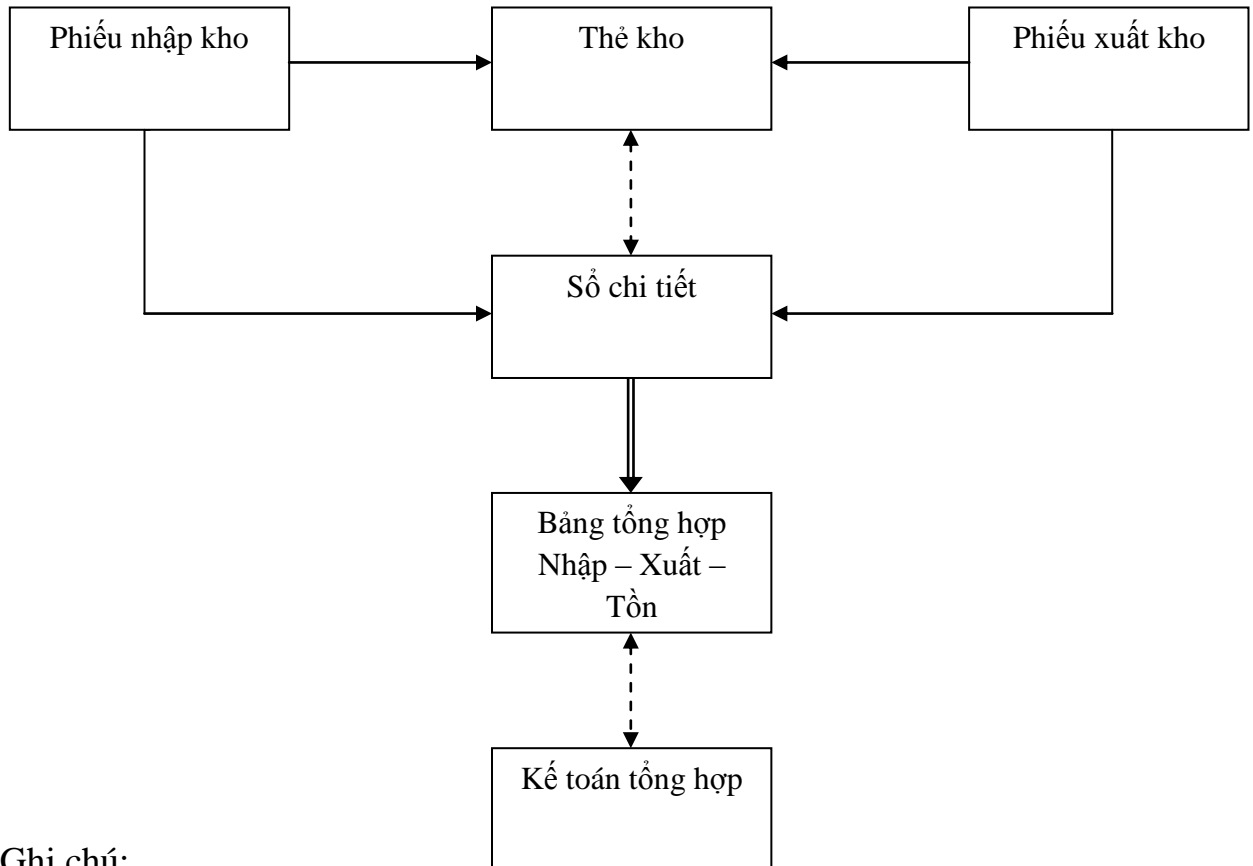 Phiếu nhập kho
Thẻ kho
Phiếu xuất kho
Sổ chi tiết
Bảng tổng hợp
Nhập – Xuất –
Tồn
Kế toán tổng hợp
Ghi chú: